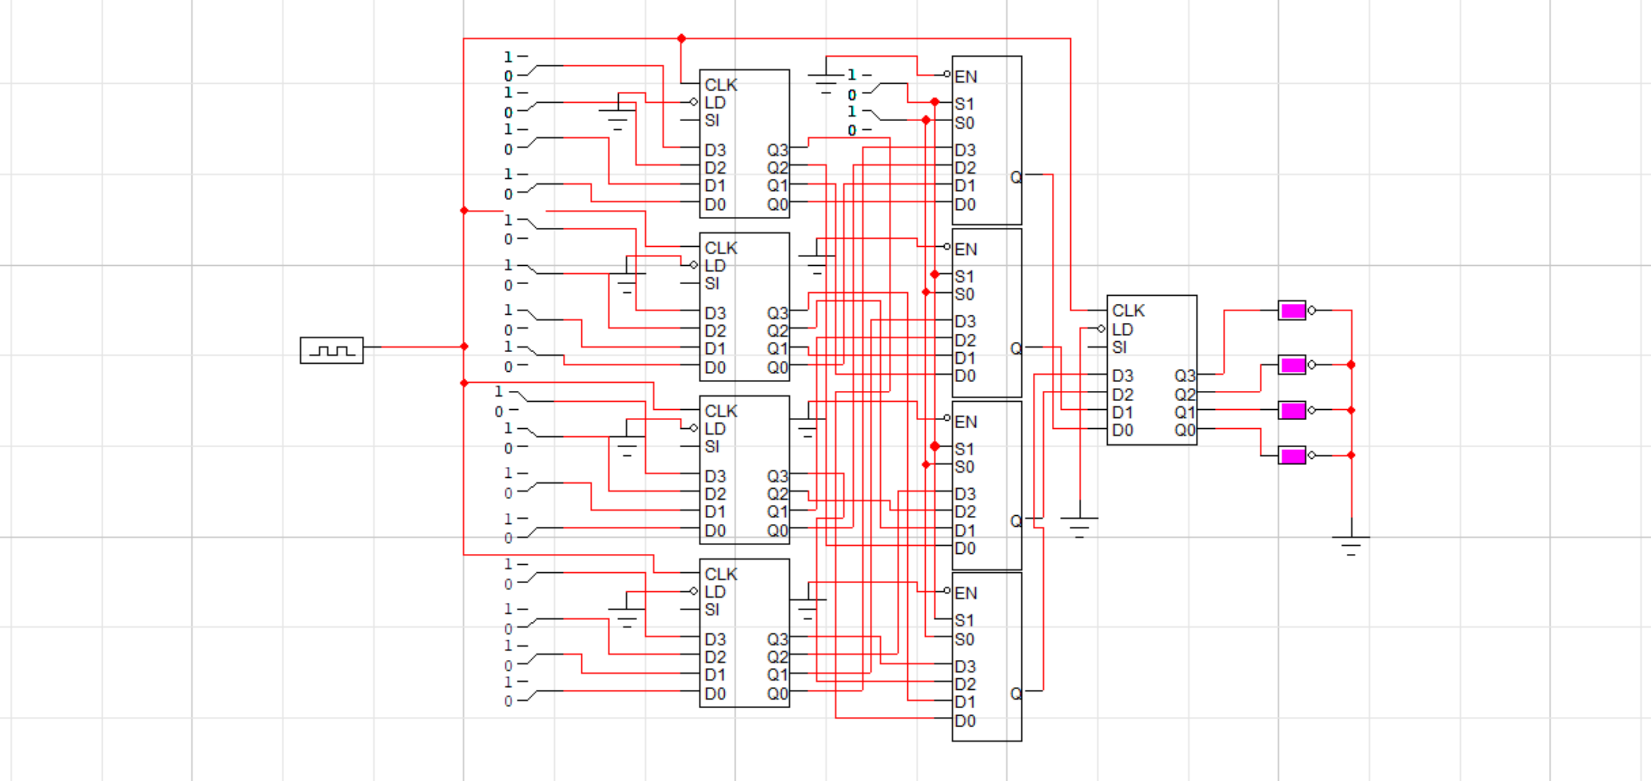 1
0
1
0
1
0
1
0
CLK
LD
SI
D3 Q3
D2 Q2
D1 Q1
D0 Q0
1
0
1
0
EN
S1
S0
D3
D2
D1
D0
Q
1
0
1
0
1
0
1
0
CLK
LD
SI
D3 Q3
D2 Q2
D1 Q1
D0 Q0
EN
S1
S0
D3
D2
D1
D0
Q
CLK
LD
SI
D3 Q3
D2 Q2
D1 Q1
D0 Q0
1
0
1
0
1
0
1
0
CLK
LD
SI
D3 Q3
D2 Q2
D1 Q1
D0 Q0
EN
S1
S0
D3
D2
D1
D0
Q
1
0
1
0
1
0
1
0
CLK
LD
SI
D3 Q3
D2 Q2
D1 Q1
D0 Q0
EN
S1
S0
D3
D2
D1
D0
Q